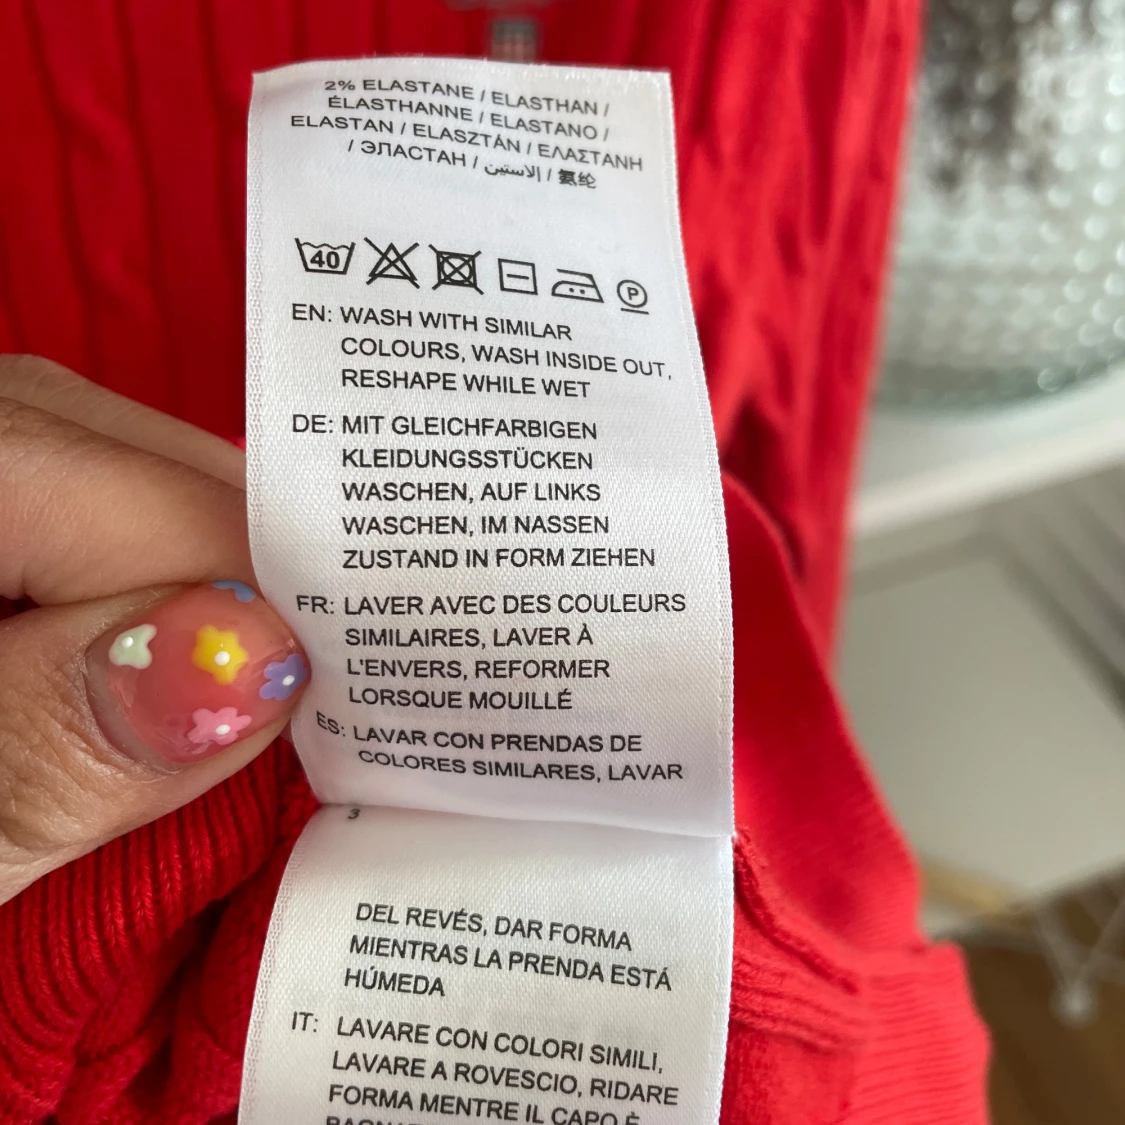 2% ELASTANE / ELASTHAN /
ÉLASTHANNE / ELASTANO /
ELASTAN / ELASZTÁN / ΕΛΑΣΤΑΝΗ
/ ЭЛАСТАН / إلاستين / 氨纶
40
P
EN: WASH WITH SIMILAR
COLOURS, WASH INSIDE OUT,
RESHAPE WHILE WET
DE: MIT GLEICHFARBIGEN
KLEIDUNGSSTÜCKEN
WASCHEN, AUF LINKS
WASCHEN, IM NASSEN
ZUSTAND IN FORM ZIEHEN
FR: LAVER AVEC DES COULEURS
SIMILAIRES, LAVER À
L'ENVERS, REFORMER
LORSQUE MOUILLÉ
ES: LAVAR CON PRENDAS DE
COLORES SIMILARES, LAVAR
3
DEL REVÉS, DAR FORMA
MIENTRAS LA PRENDA ESTÁ
HÚMEDA
IT: LAVARE CON COLORI SIMILI,
LAVARE A ROVESCIO, RIDARE
FORMA MENTRE IL CAPO È